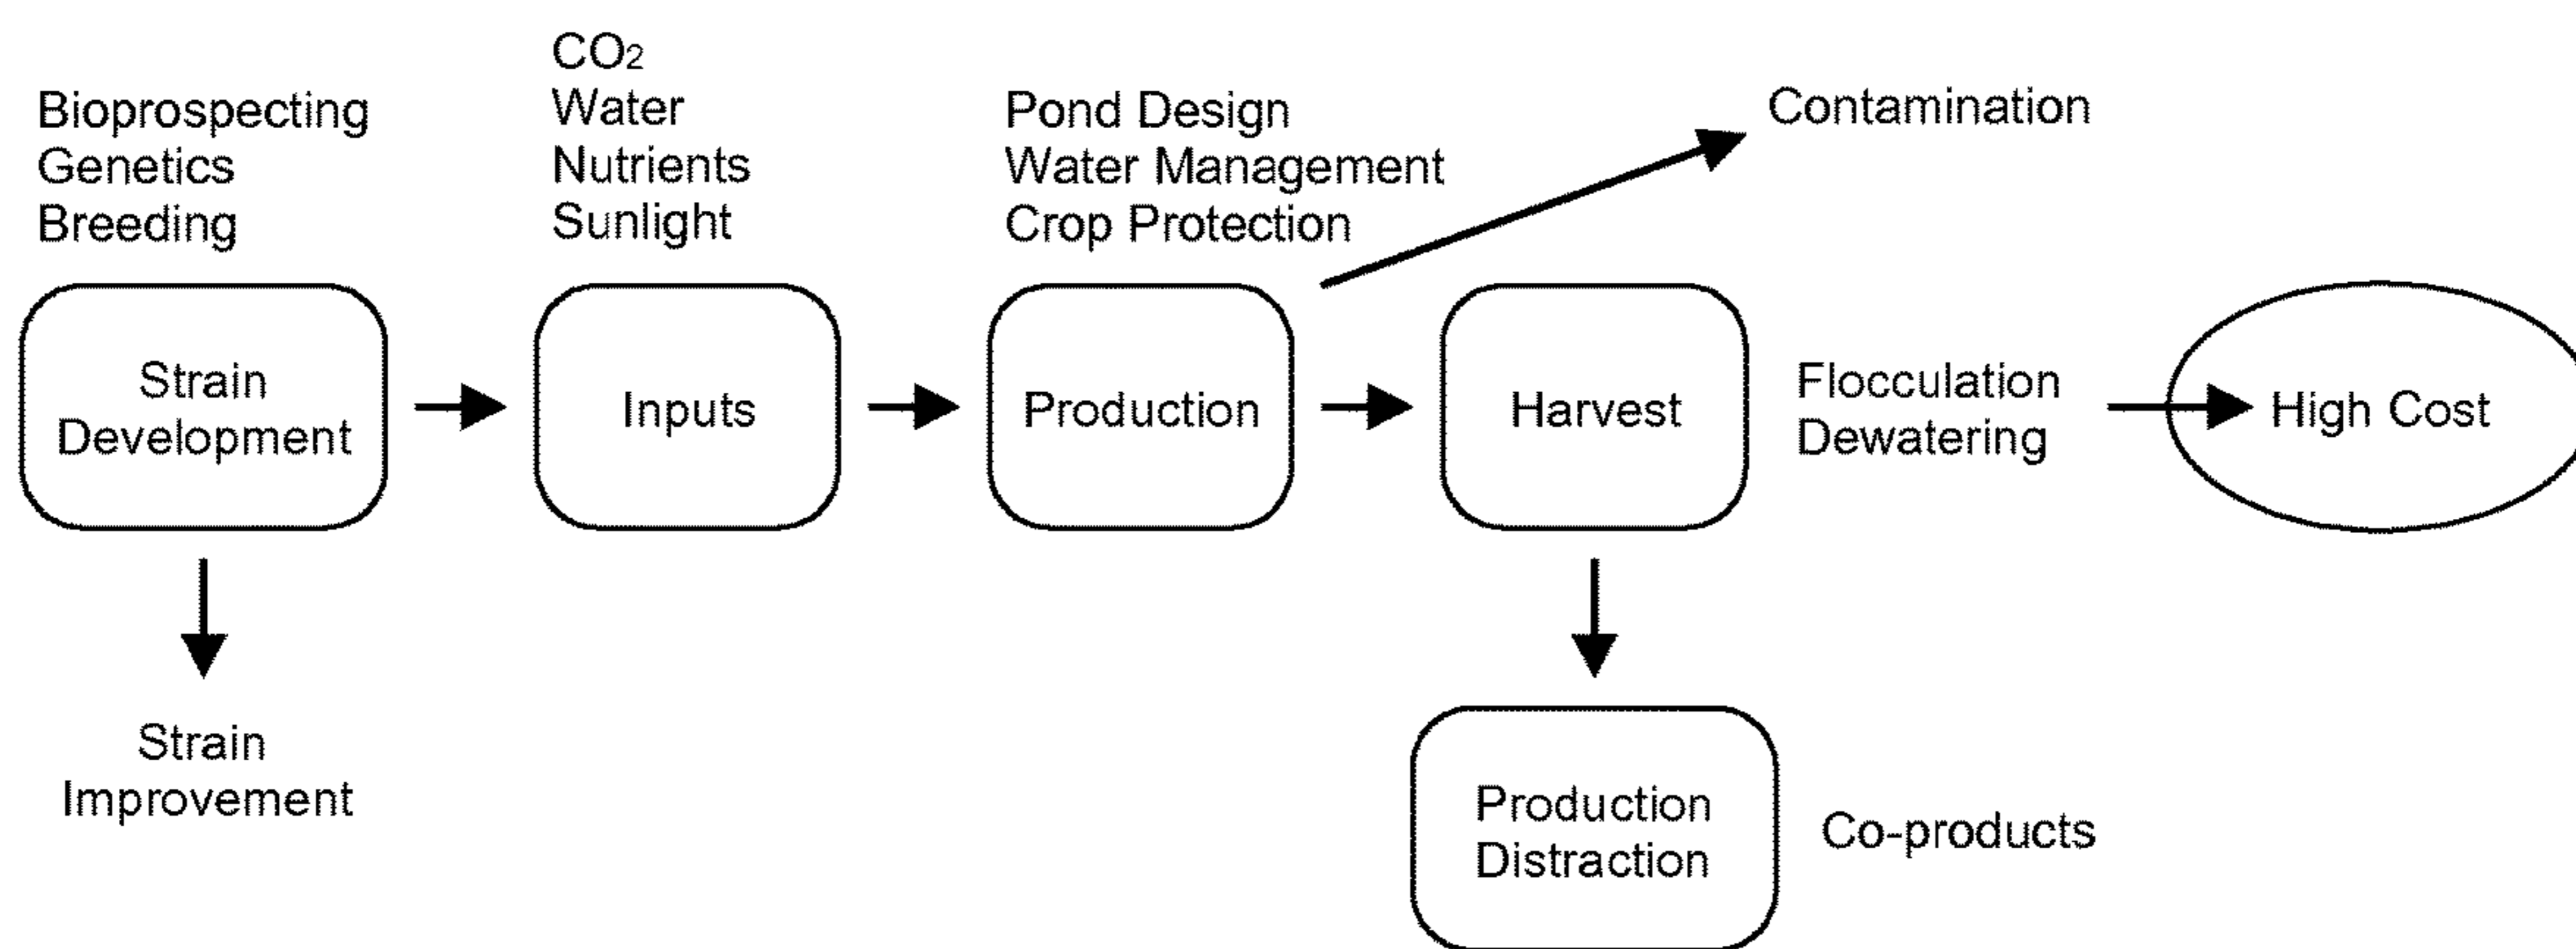 Bioprospecting
Genetics
Breeding
CO₂
Water
Nutrients
Sunlight
Pond Design
Water Management
Crop Protection
Contamination
Strain
Development
Inputs
Production
Harvest
Flocculation
Dewatering
High Cost
Strain
Improvement
Production
Distraction
Co-products